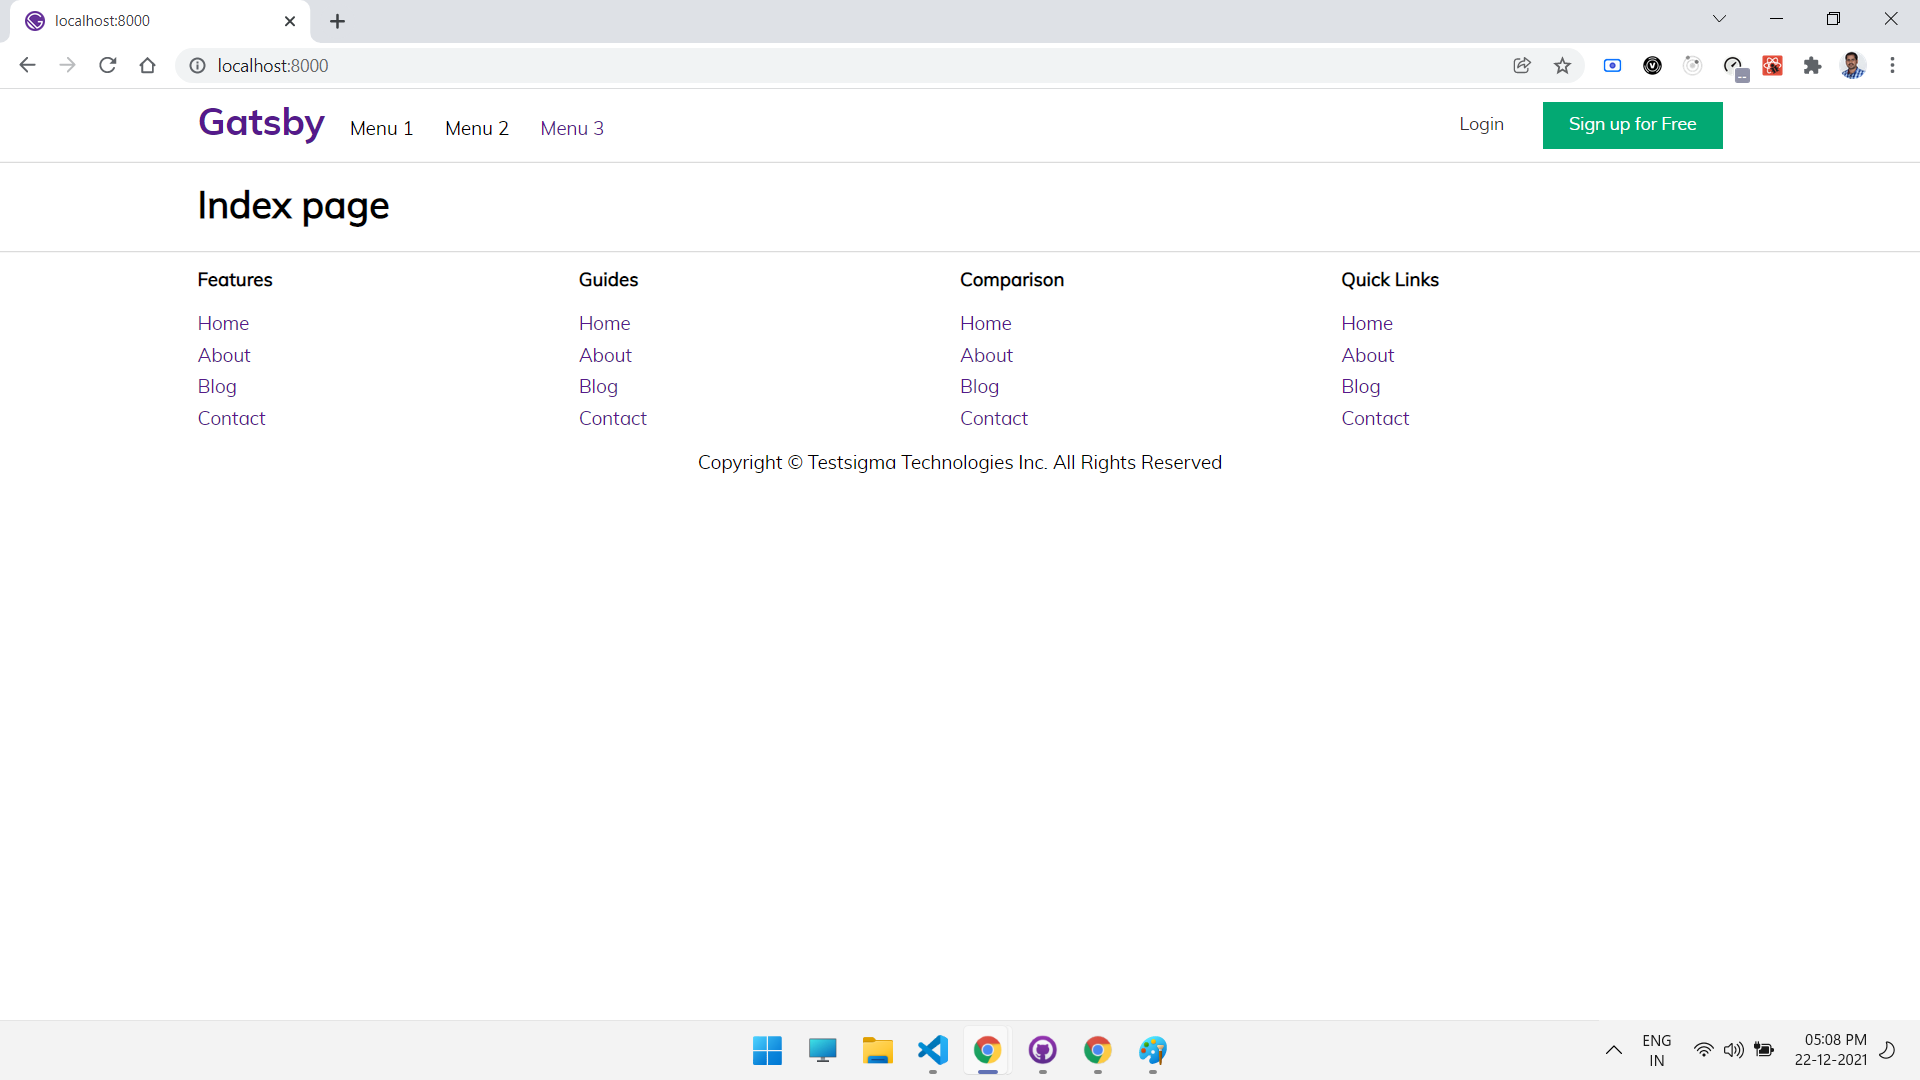 localhost:8000
localhost:8000
Gatsby Menu 1 Menu 2 Menu 3 Login Sign up for Free
Index page
Features Guides Comparison Quick Links
Home Home Home Home
About About About About
Blog Blog Blog Blog
Contact Contact Contact Contact
Copyright © Testsigma Technologies Inc. All Rights Reserved
ENG 05:08 PM
IN 22-12-2021